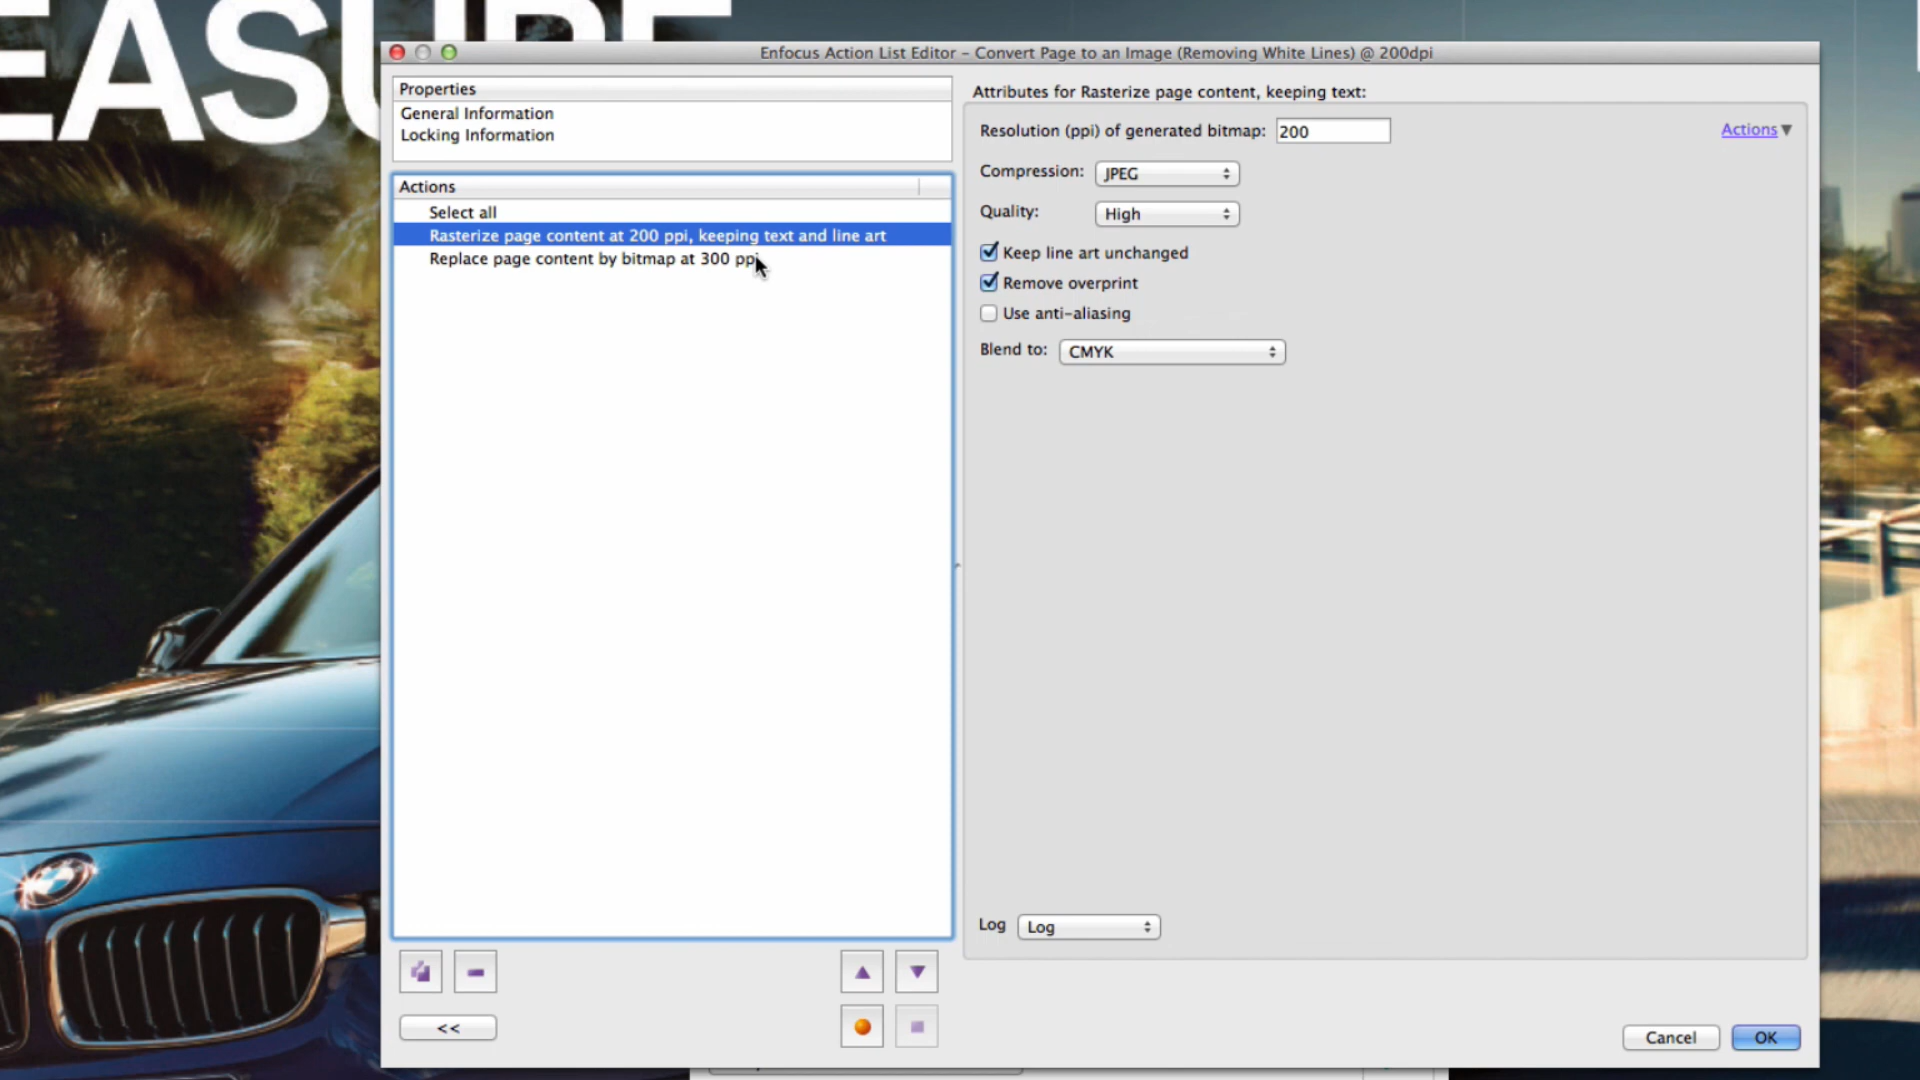 EASURE
Enfocus Action List Editor – Convert Page to an Image (Removing White Lines) @ 200dpi
Properties
General Information
Locking Information
Actions
Select all
Rasterize page content at 200 ppi, keeping text and line art
Replace page content by bitmap at 300 ppi
<<
Attributes for Rasterize page content, keeping text:
Resolution (ppi) of generated bitmap: 200
Actions ▼
Compression: JPEG
Quality: High
Keep line art unchanged
Remove overprint
Use anti-aliasing
Blend to: CMYK
Log Log
Cancel OK